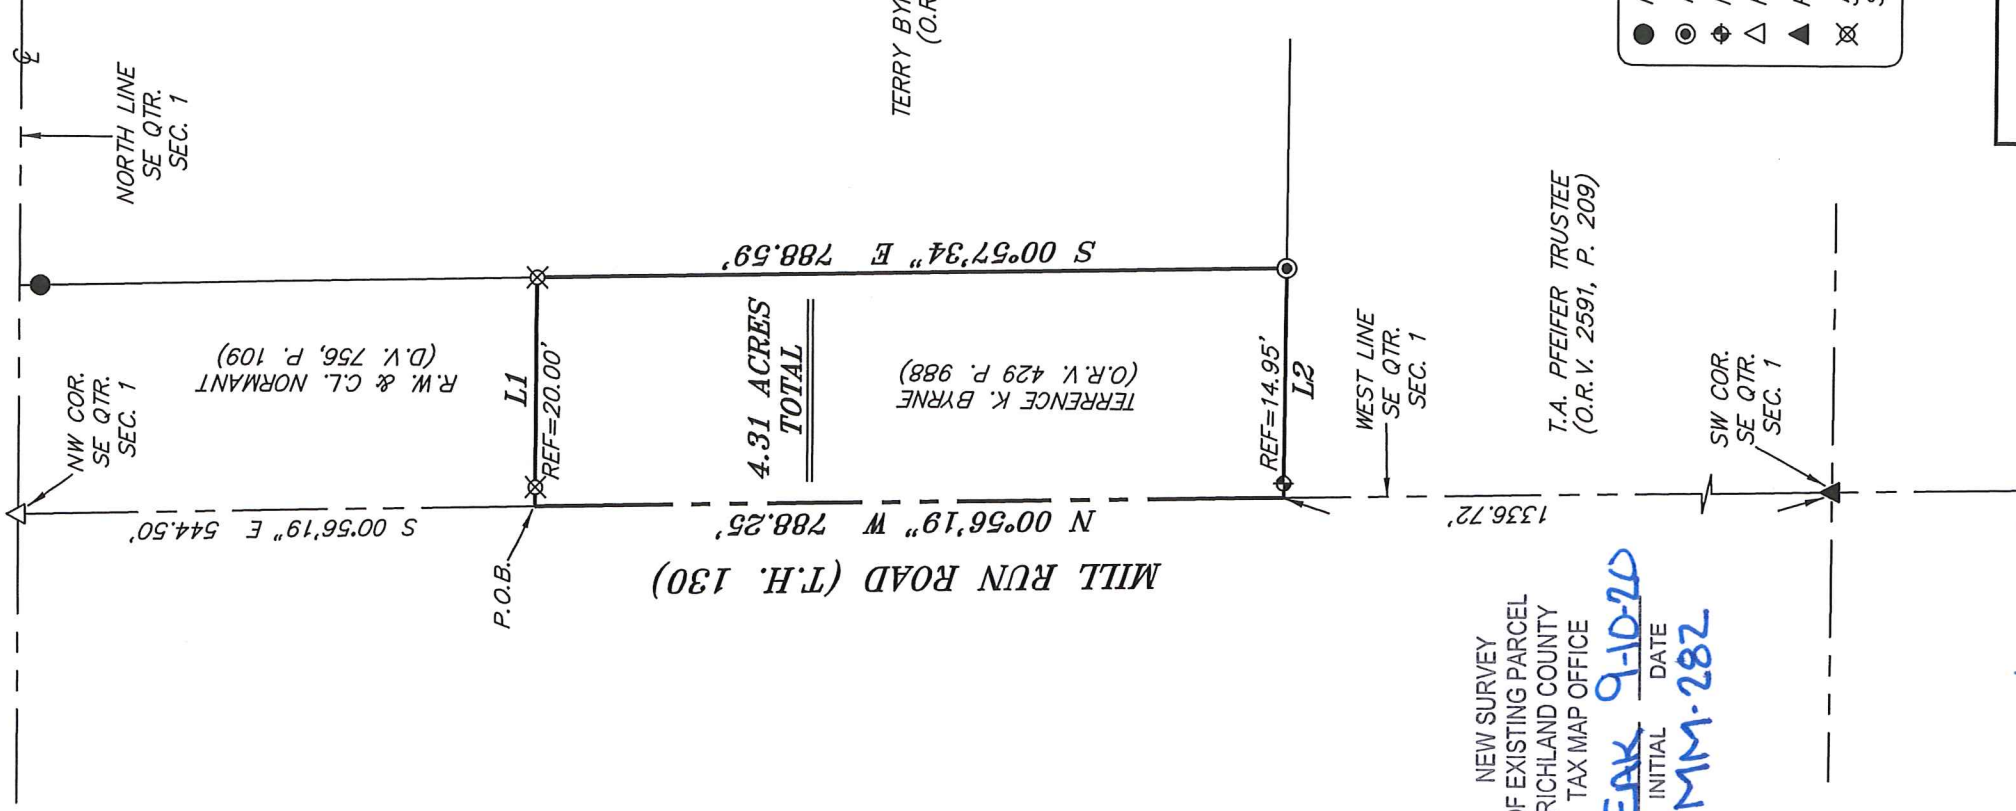 ℄
NORTH LINE
SE QTR.
SEC. 1
NW COR.
SE QTR.
SEC. 1
R.W. & C.L. NORMANT
(D.V. 756, P. 109)
S 00°56'19" E 544.50'
P.O.B.
L1
REF=20.00'
4.31 ACRES
TOTAL
S 00°57'34" E 788.59'
TERRENCE K. BYRNE
(O.R.V. 429 P. 988)
N 00°56'19" W 788.25'
MILL RUN ROAD (T.H. 130)
REF=14.95'
L2
WEST LINE
SE QTR.
SEC. 1
1336.72'
T.A. PFEIFER TRUSTEE
(O.R.V. 2591, P. 209)
SW COR.
SE QTR.
SEC. 1
TERRY
(O.R
NEW SURVEY
OF EXISTING PARCEL
RICHLAND COUNTY
TAX MAP OFFICE
EAK 9-10-20
INITIAL DATE
MM-282